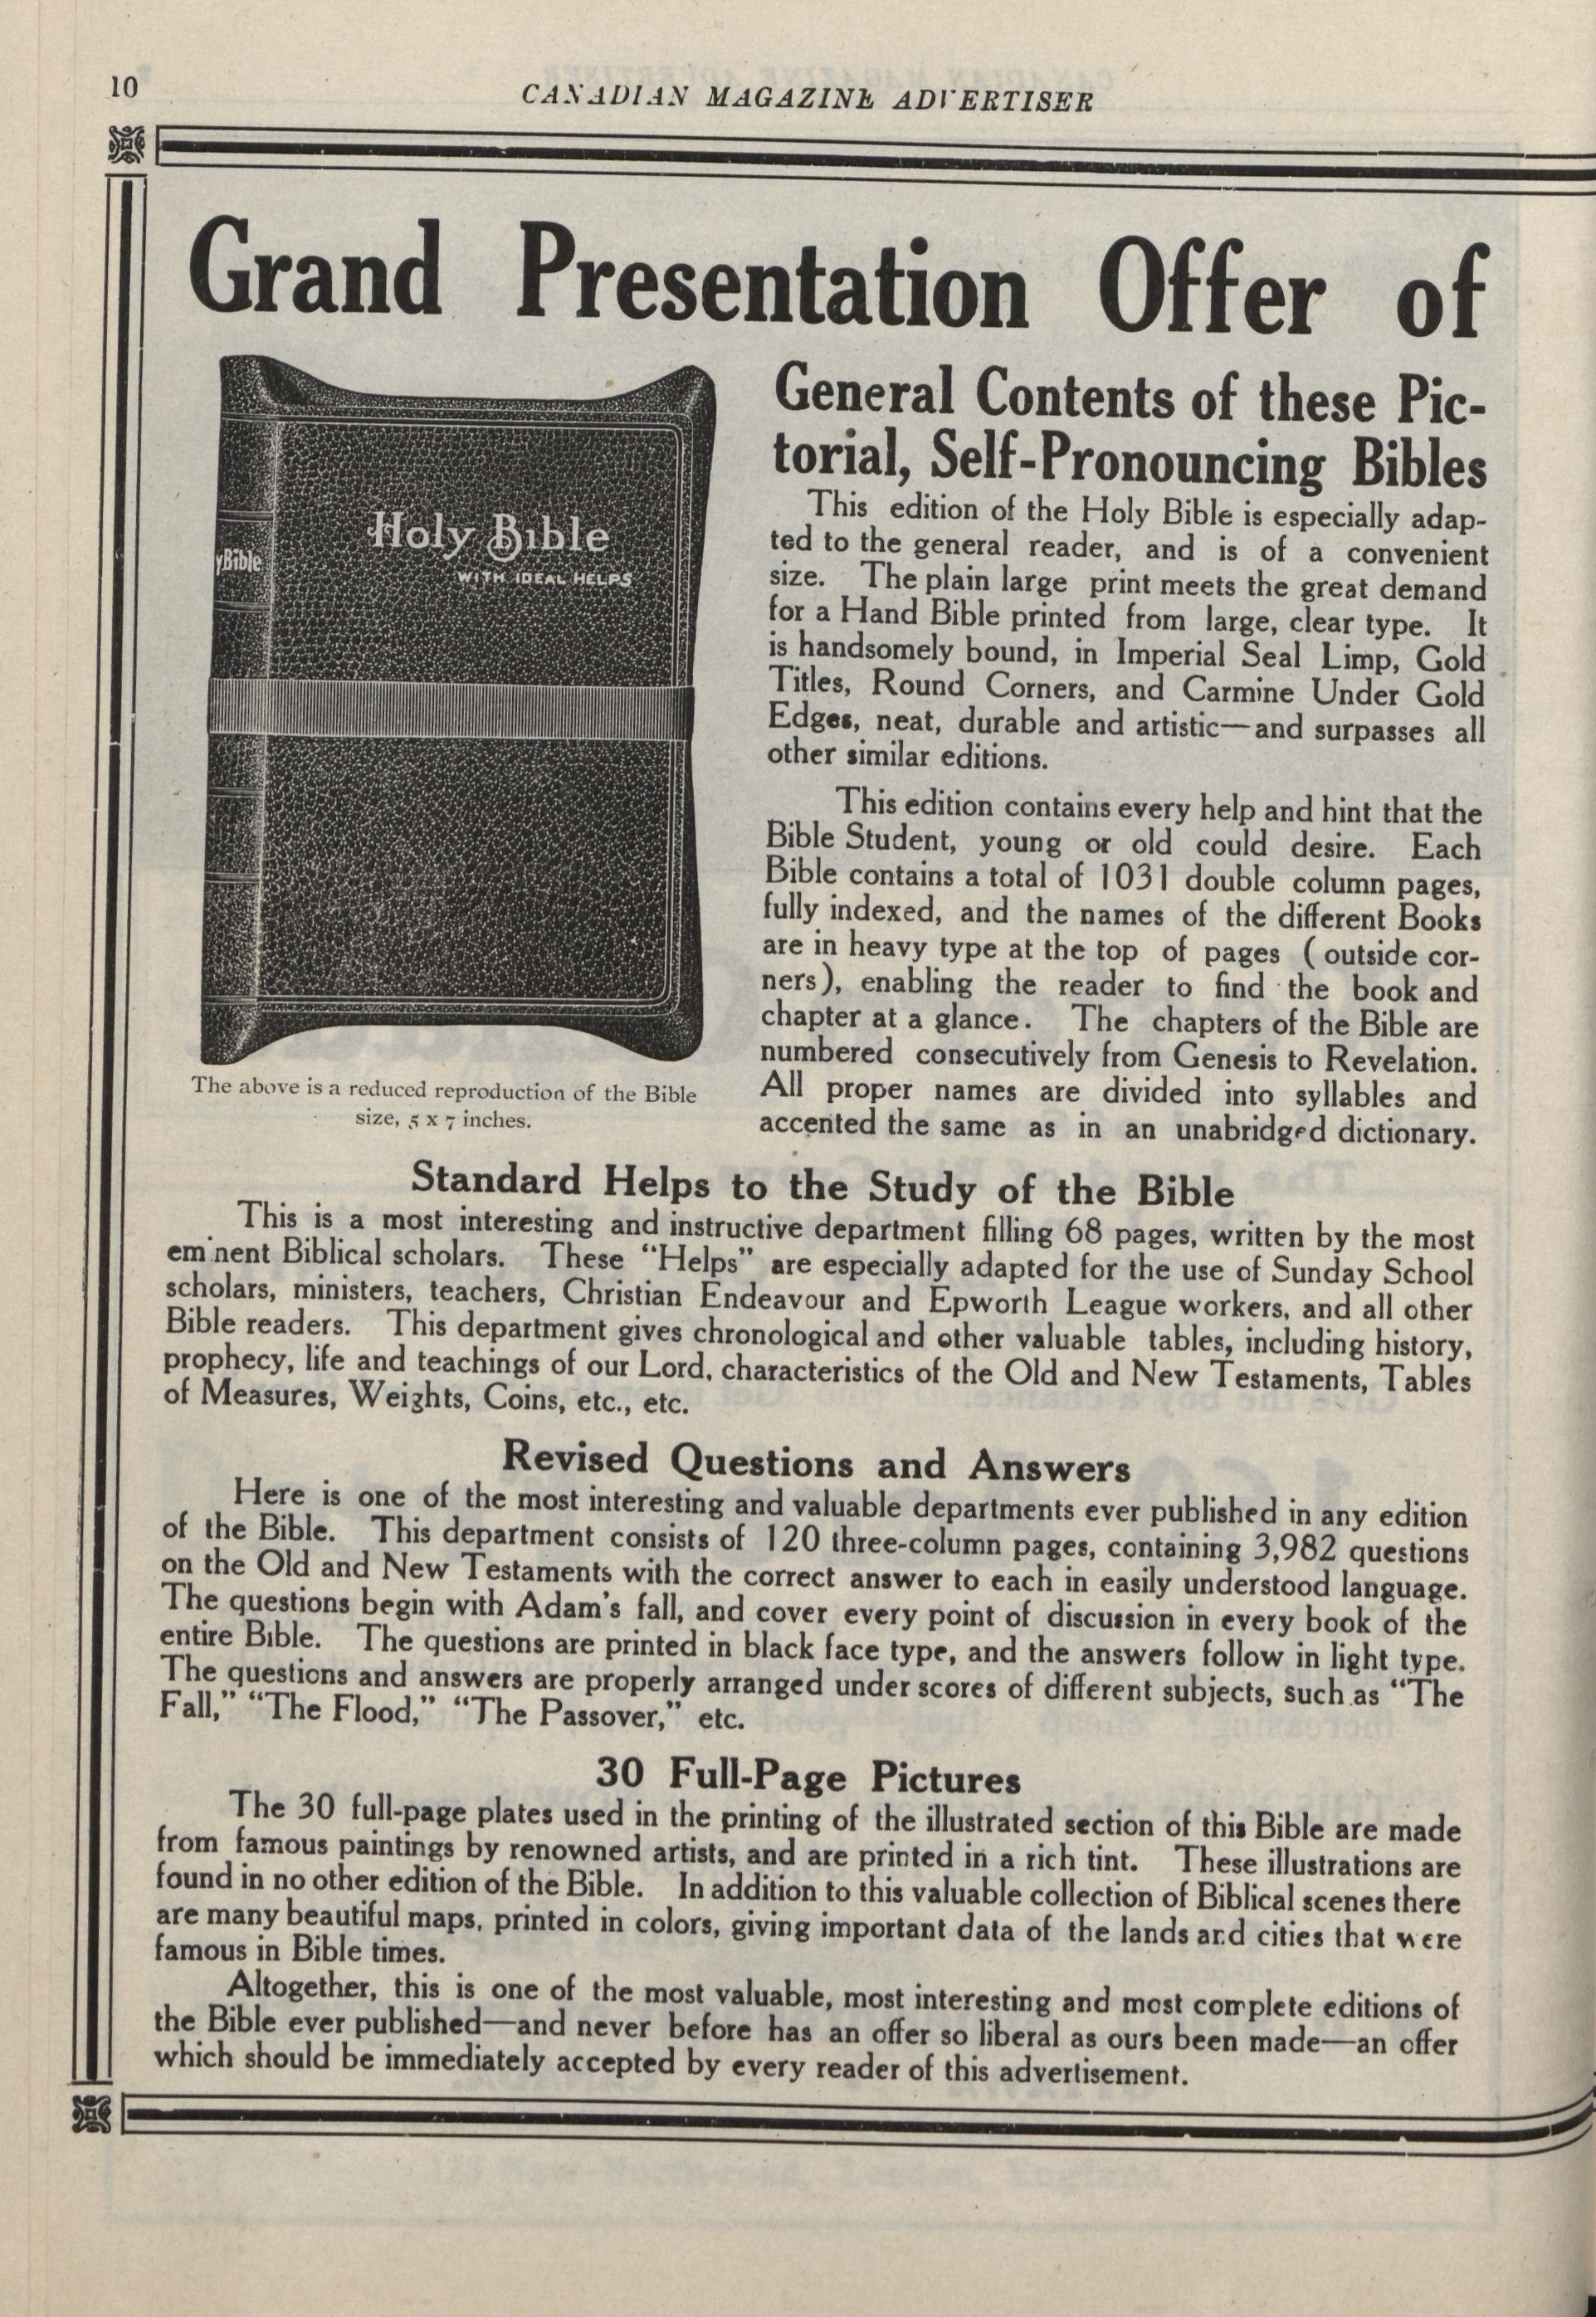 10
CANADIAN MAGAZINE ADVERTISER
Grand Presentation Offer of
Holy Bible
WITH IDEAL HELPS
yBible
The above is a reduced reproduction of the Bible
size, 5 x 7 inches.
General Contents of these Pic-
torial, Self-Pronouncing Bibles
This edition of the Holy Bible is especially adap-
ted to the general reader, and is of a convenient
size. The plain large print meets the great demand
for a Hand Bible printed from large, clear type. It
is handsomely bound, in Imperial Seal Limp, Gold
Titles, Round Corners, and Carmine Under Gold
Edges, neat, durable and artistic—and surpasses all
other similar editions.
This edition contains every help and hint that the
Bible Student, young or old could desire. Each
Bible contains a total of 1031 double column pages,
fully indexed, and the names of the different Books
are in heavy type at the top of pages (outside cor-
ners), enabling the reader to find the book and
chapter at a glance. The chapters of the Bible are
numbered consecutively from Genesis to Revelation.
All proper names are divided into syllables and
accented the same as in an unabridged dictionary.
Standard Helps to the Study of the Bible
This is a most interesting and instructive department filling 68 pages, written by the most
eminent Biblical scholars. These “Helps” are especially adapted for the use of Sunday School
scholars, ministers, teachers, Christian Endeavour and Epworth League workers, and all other
Bible readers. This department gives chronological and other valuable tables, including history,
prophecy, life and teachings of our Lord, characteristics of the Old and New Testaments, Tables
of Measures, Weights, Coins, etc., etc.
Revised Questions and Answers
Here is one of the most interesting and valuable departments ever published in any edition
of the Bible. This department consists of 120 three-column pages, containing 3,982 questions
on the Old and New Testaments with the correct answer to each in easily understood language.
The questions begin with Adam’s fall, and cover every point of discussion in every book of the
entire Bible. The questions are printed in black face type, and the answers follow in light type.
The questions and answers are properly arranged under scores of different subjects, such as “The
Fall,” “The Flood,” “The Passover,” etc.
30 Full-Page Pictures
The 30 full-page plates used in the printing of the illustrated section of this Bible are made
from famous paintings by renowned artists, and are printed in a rich tint. These illustrations are
found in no other edition of the Bible. In addition to this valuable collection of Biblical scenes there
are many beautiful maps, printed in colors, giving important data of the lands and cities that were
famous in Bible times.
Altogether, this is one of the most valuable, most interesting and most complete editions of
the Bible ever published—and never before has an offer so liberal as ours been made—an offer
which should be immediately accepted by every reader of this advertisement.